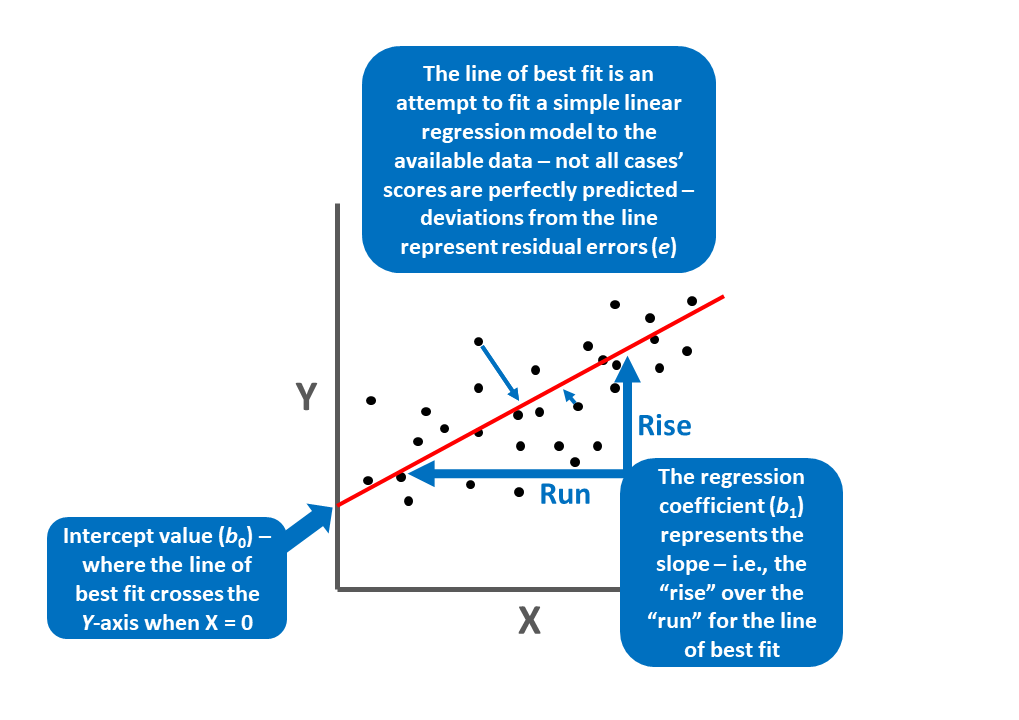 The line of best fit is an
attempt to fit a simple linear
regression model to the
available data – not all cases’
scores are perfectly predicted –
deviations from the line
represent residual errors (e)
Y
Rise
Run
The regression
coefficient (b₁)
represents the
slope – i.e., the
“rise” over the
“run” for the line
of best fit
Intercept value (b₀) –
where the line of
best fit crosses the
Y-axis when X = 0
X